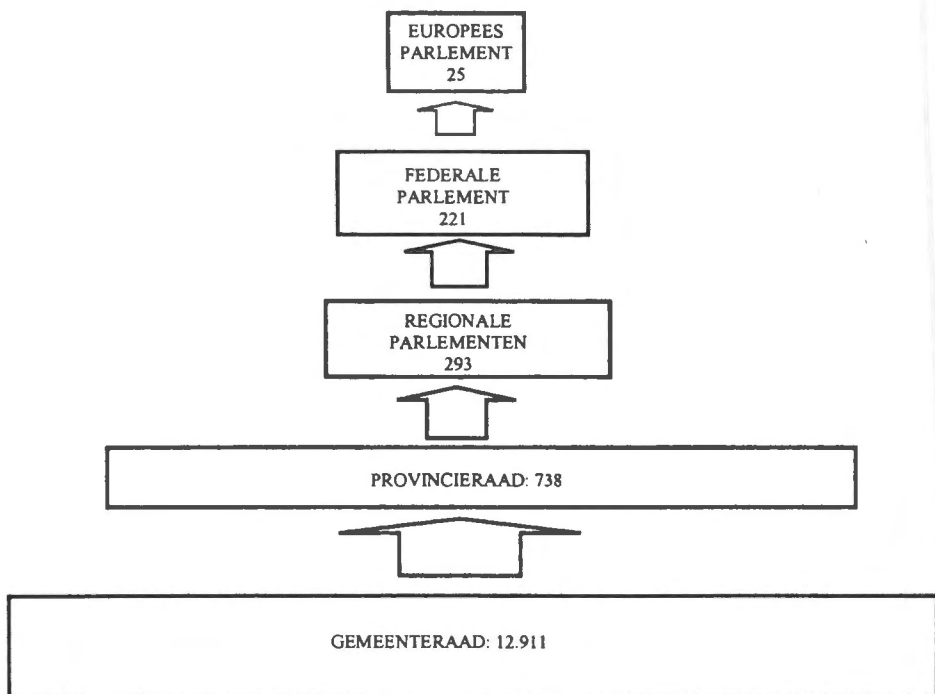 EUROPEES
PARLEMENT
25
FEDERALE
PARLEMENT
221
REGIONALE
PARLEMENTEN
293
PROVINCIERAAD: 738
GEMEENTERAAD: 12.911